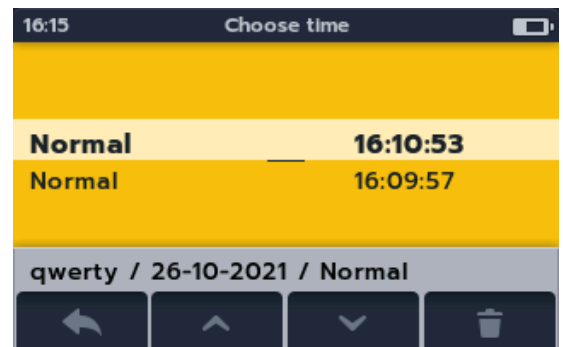 16:15 Choose time
Normal 16:10:53
Normal 16:09:57
qwerty / 26-10-2021 / Normal